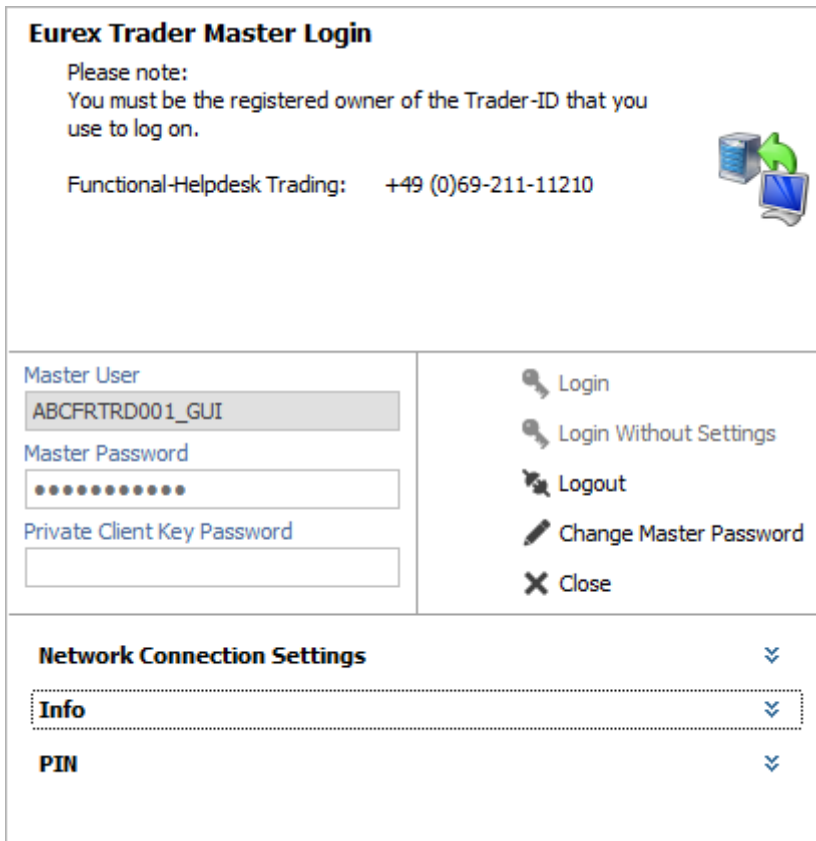 Eurex Trader Master Login
Please note:
You must be the registered owner of the Trader-ID that you
use to log on.
Functional-Helpdesk Trading: +49 (0)69-211-11210
Master User
ABCFRTRD001_GUI
Master Password
●●●●●●●●●●●
Private Client Key Password
Login
Login Without Settings
Logout
Change Master Password
Close
Network Connection Settings
Info
PIN